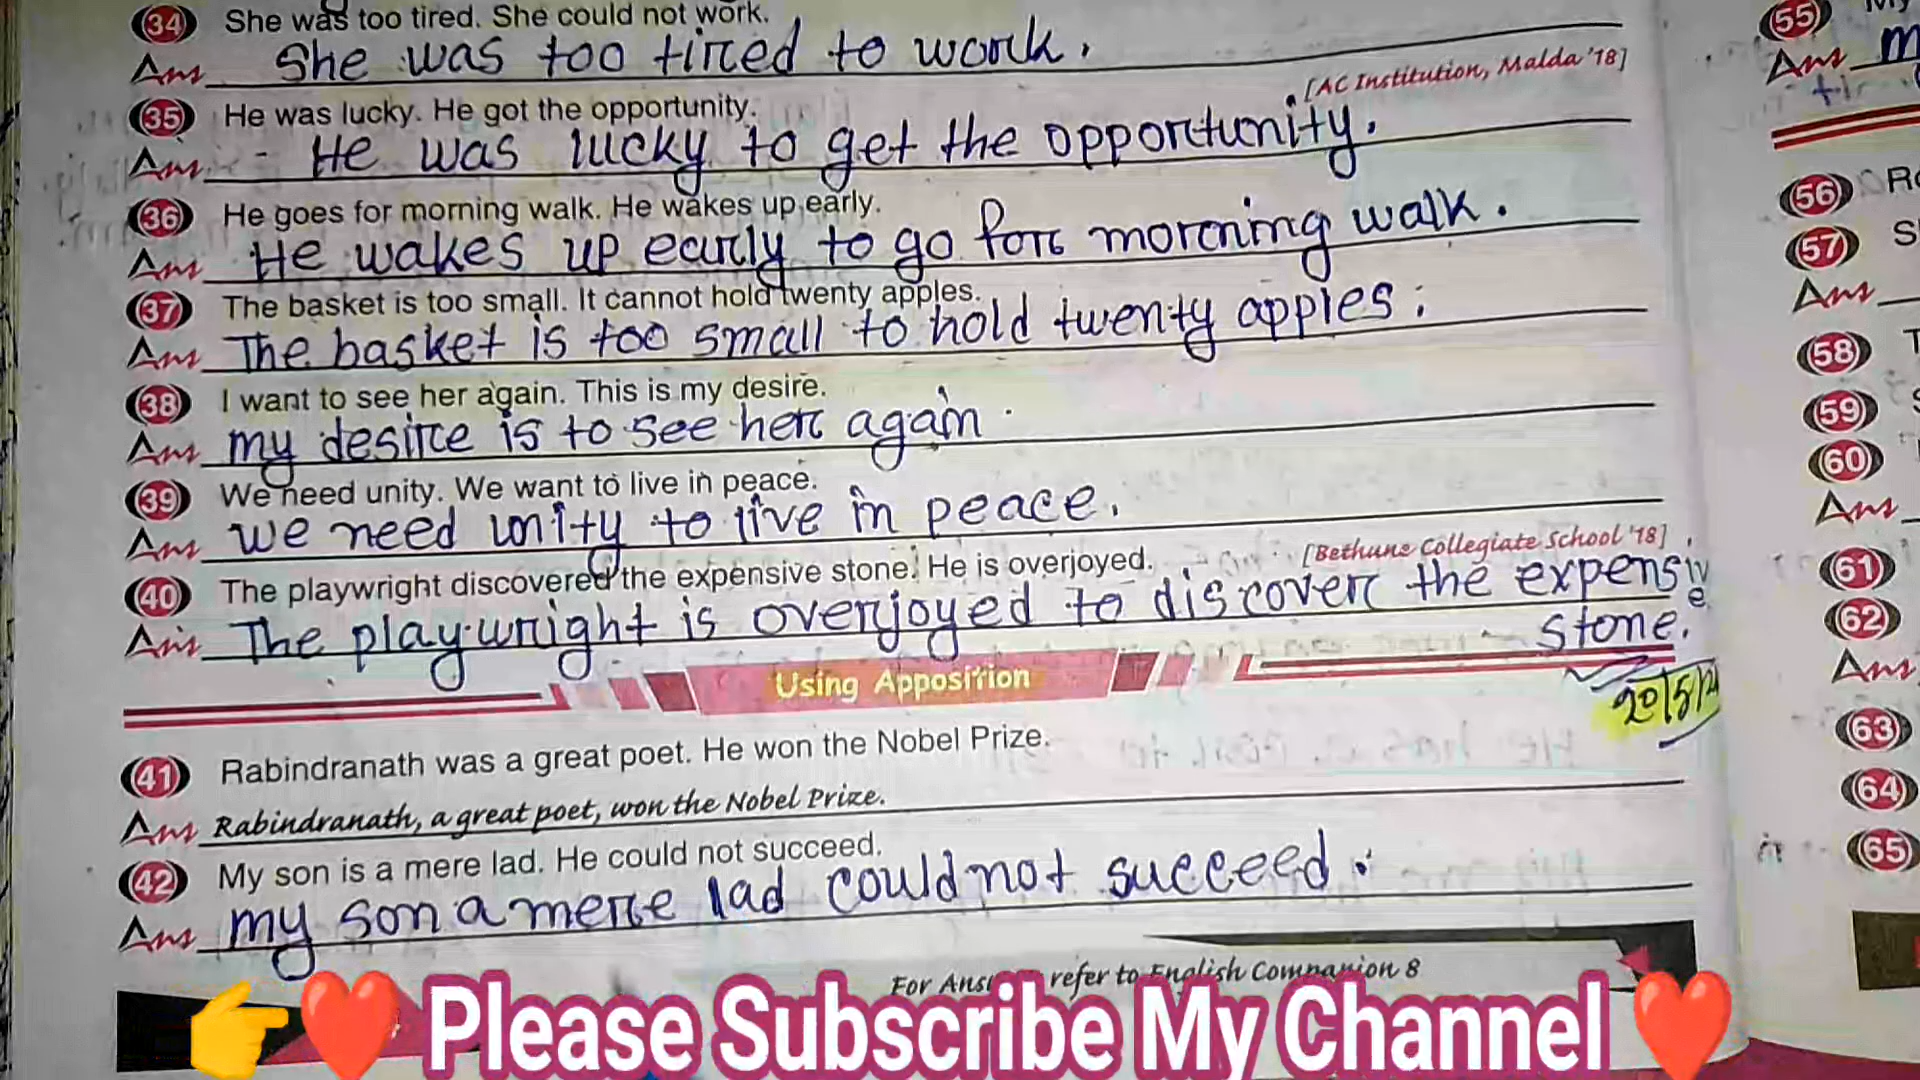 34 She was too tired. She could not work.
Ans She was too tired to work.
[AC Institution, Malda '18]
35 He was lucky. He got the opportunity.
Ans He was lucky to get the opportunity.
36 He goes for morning walk. He wakes up early.
Ans He wakes up early to go for morning walk.
37 The basket is too small. It cannot hold twenty apples.
Ans The basket is too small to hold twenty apples.
38 I want to see her again. This is my desire.
Ans my desire is to see her again.
39 We need unity. We want to live in peace.
Ans we need unity to live in peace.
[Bethune Collegiate School '18]
40 The playwright discovered the expensive stone. He is overjoyed.
Ans The playwright is overjoyed to discover the expensive
stone.
Using Apposition
41 Rabindranath was a great poet. He won the Nobel Prize.
Ans Rabindranath, a great poet, won the Nobel Prize.
42 My son is a mere lad. He could not succeed.
Ans my son a mere lad could not succeed.
For refer to English Companion 8
👉❤️ Please Subscribe My Channel ❤️
55
Ans
56
57
Ans
58
59
60
Ans
61
62
Ans
63
64
65